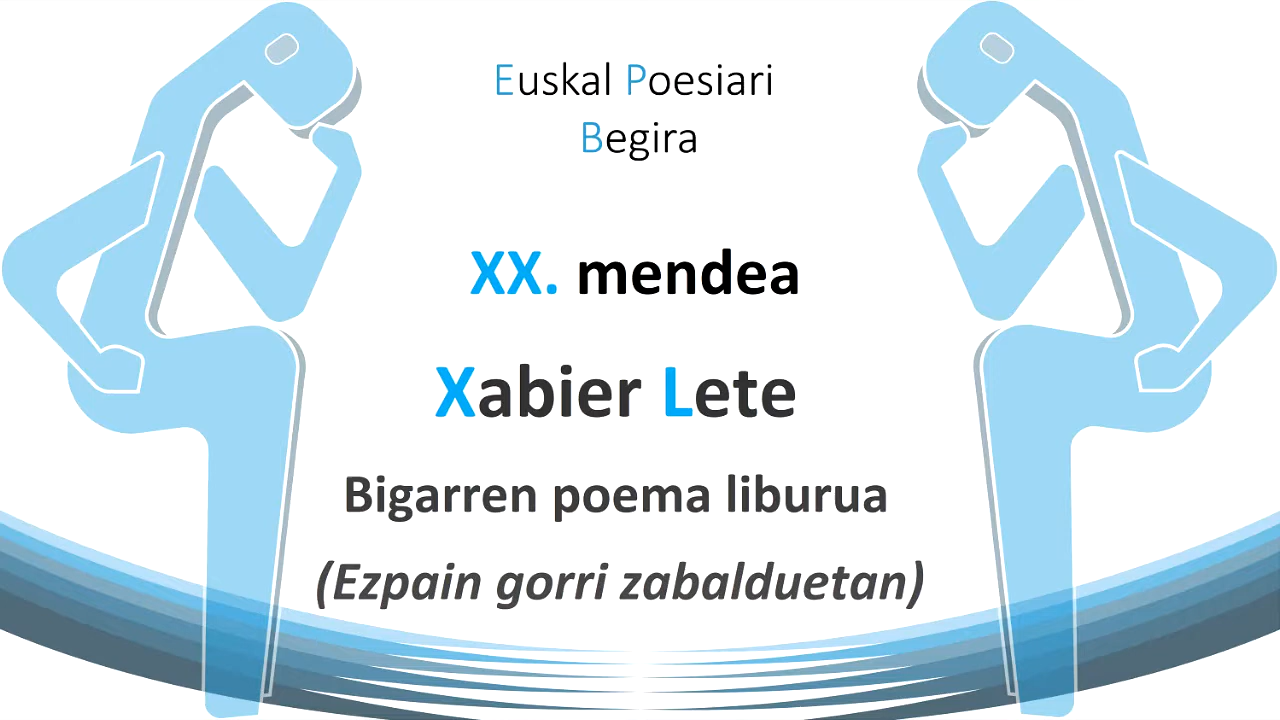 Euskal Poesiari
Begira
XX. mendea
Xabier Lete
Bigarren poema liburua
(Ezpain gorri zabalduetan)